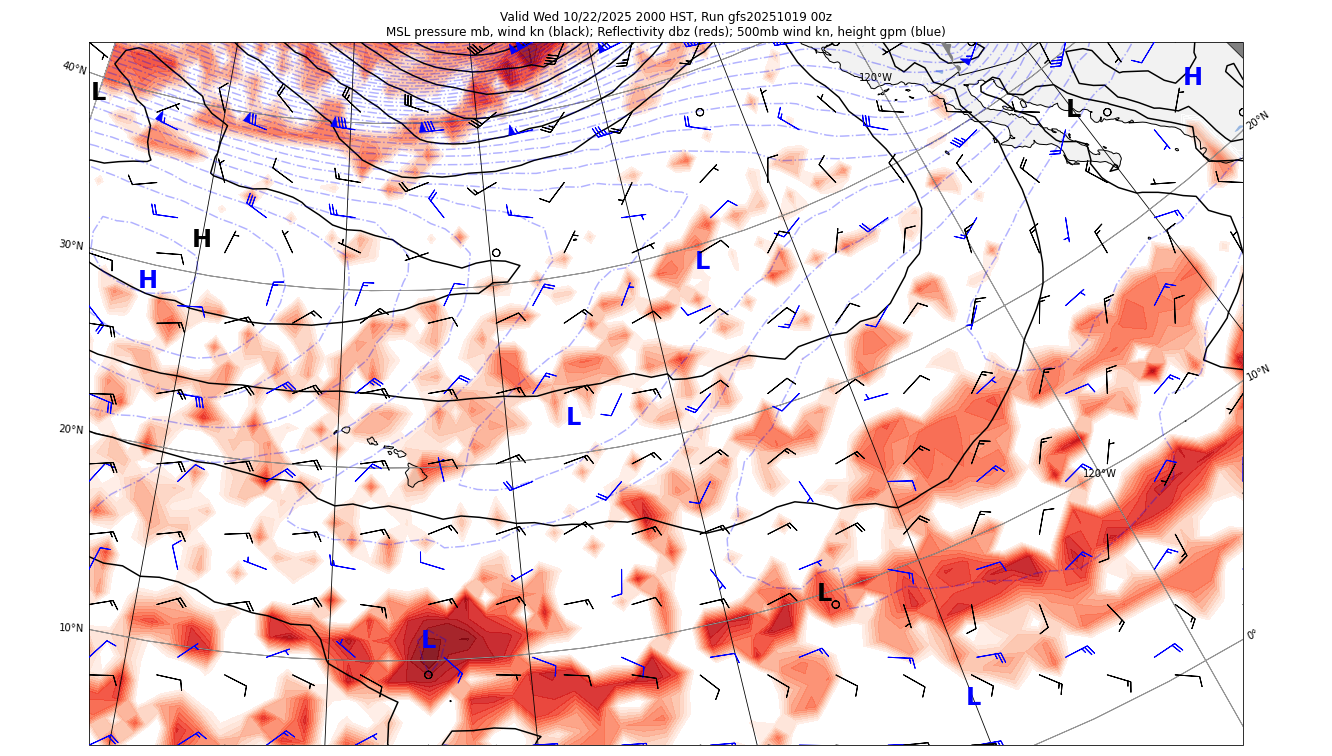 Valid Wed 10/22/2025 2000 HST, Run gfs20251019 00z
MSL pressure mb, wind kn (black); Reflectivity dbz (reds); 500mb wind kn, height gpm (blue)
40°N
120°W
H
L
L
20°N
H
30°N
L
H
10°N
20°N
L
120°W
L
10°N
L
0°
L